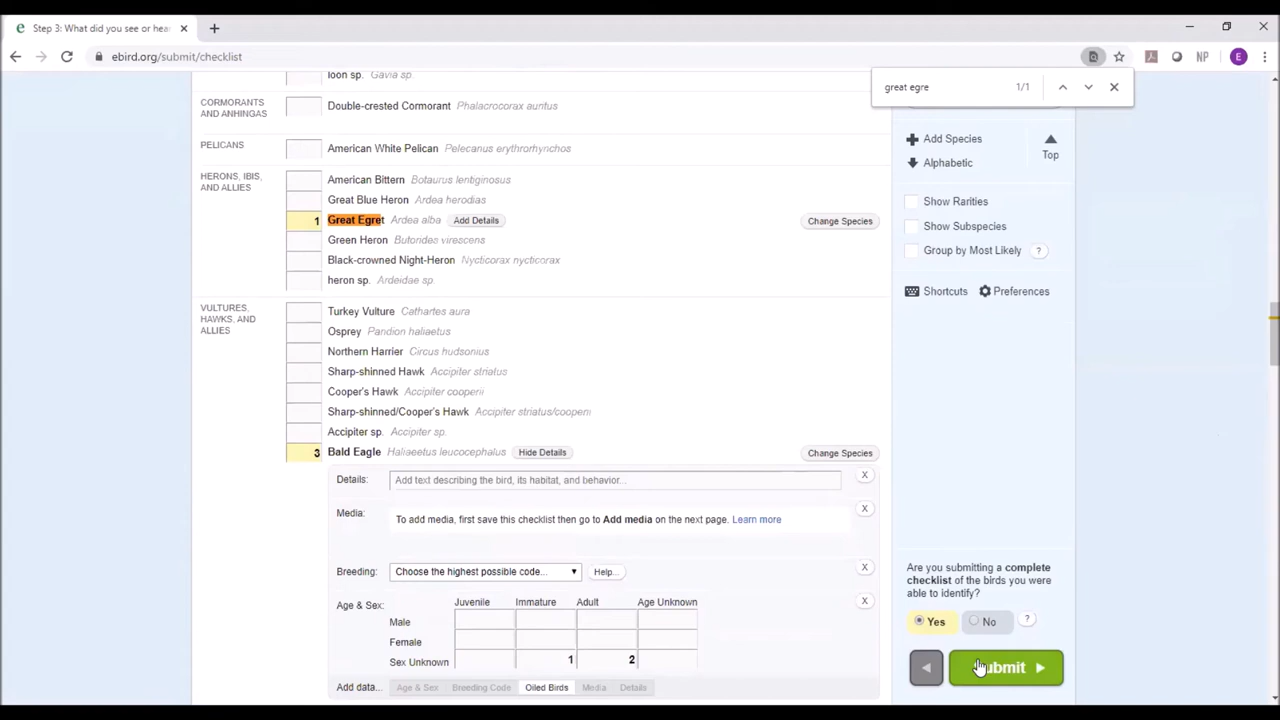 Step 3: What did you see or hea
ebird.org/submit/checklist
NP
E
great egre 1/1
loon sp. Gavia sp.
CORMORANTS AND ANHINGAS
Double-crested Cormorant Phalacrocorax auritus
PELICANS
American White Pelican Pelecanus erythrorhynchos
HERONS, IBIS, AND ALLIES
American Bittern Botaurus lentiginosus
Great Blue Heron Ardea herodias
1 Great Egret Ardea alba Add Details Change Species
Green Heron Butorides virescens
Black-crowned Night-Heron Nycticorax nycticorax
heron sp. Ardeidae sp.
VULTURES, HAWKS, AND ALLIES
Turkey Vulture Cathartes aura
Osprey Pandion haliaetus
Northern Harrier Circus hudsonius
Sharp-shinned Hawk Accipiter striatus
Cooper's Hawk Accipiter cooperii
Sharp-shinned/Cooper's Hawk Accipiter striatus/cooperii
Accipiter sp. Accipiter sp.
3 Bald Eagle Haliaeetus leucocephalus Hide Details Change Species
Details: Add text describing the bird, its habitat, and behavior... X
Media: To add media, first save this checklist then go to Add media on the next page. Learn more X
Breeding: Choose the highest possible code... Help... X
Age & Sex: Juvenile Immature Adult Age Unknown X
Male
Female
Sex Unknown 1 2
Add data... Age & Sex Breeding Code Oiled Birds Media Details
Add Species
Alphabetic
Top
Show Rarities
Show Subspecies
Group by Most Likely ?
Shortcuts Preferences
Are you submitting a complete
checklist of the birds you were
able to identify?
Yes No ?
Submit